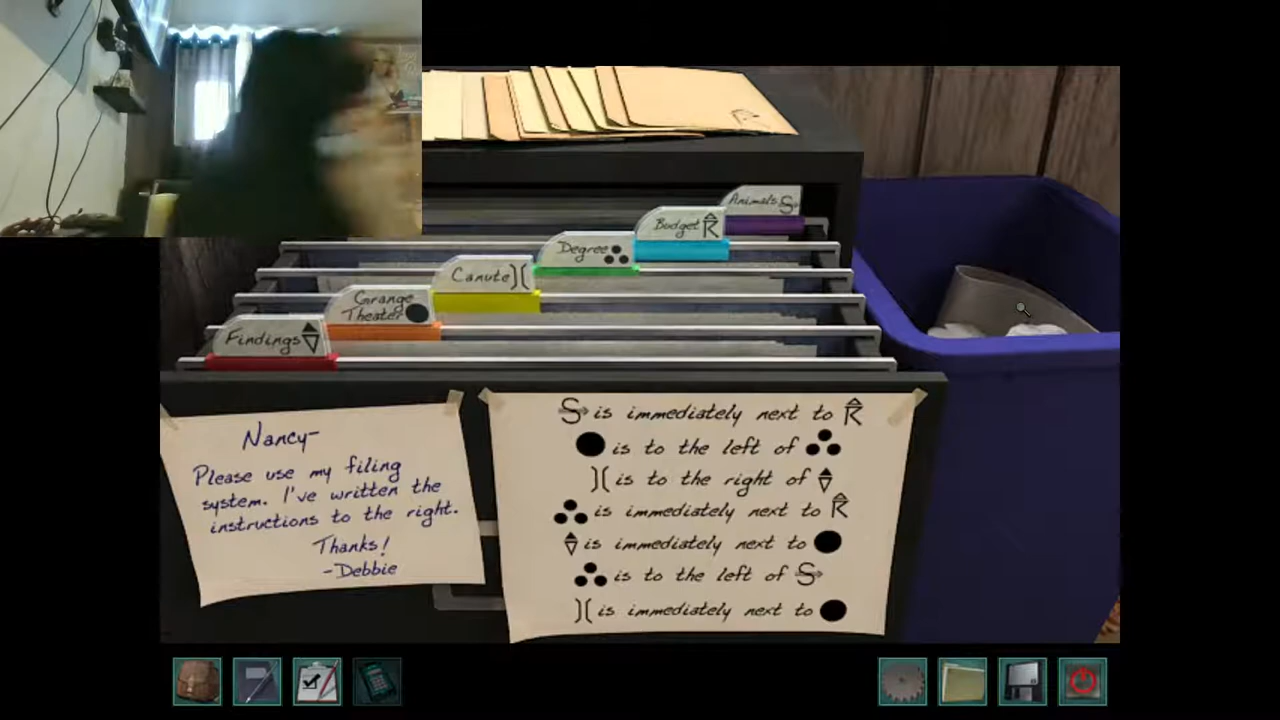 Animals
Budget
Degree
Canute
Grange
Theater
Findings
Nancy-
Please use my filing
system. I've written the
instructions to the right.
Thanks!
-Debbie
is immediately next to
is to the left of
is to the right of
is immediately next to
is immediately next to
is to the left of
is immediately next to